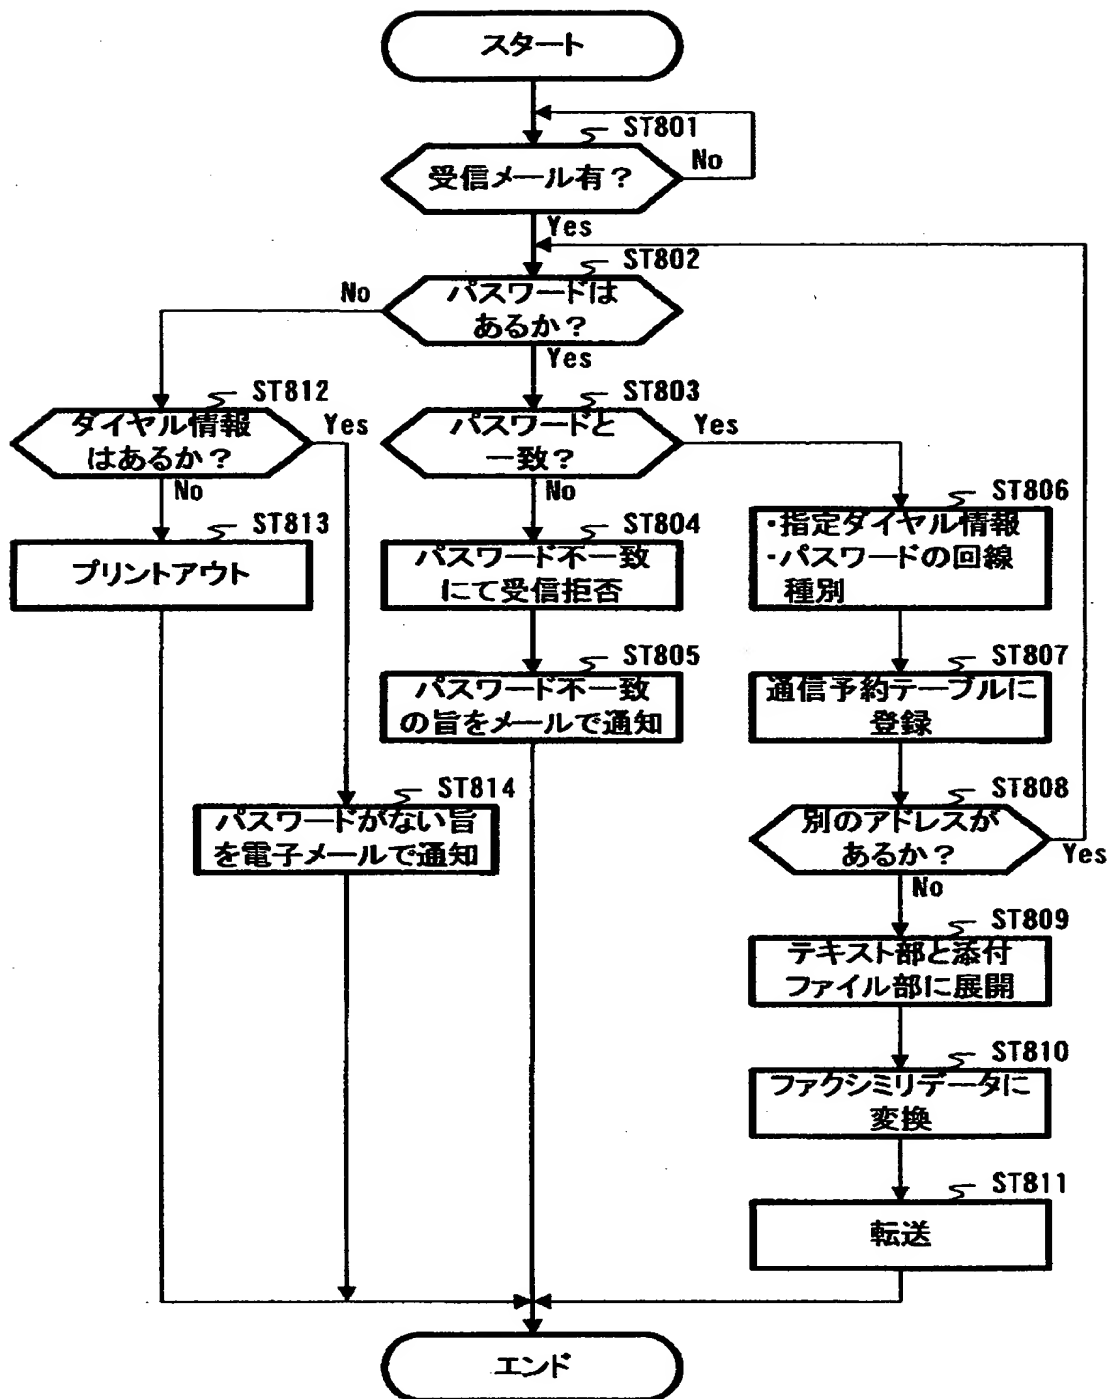 スタート
ST801
受信メール有?
No
Yes
ST802
パスワードは
あるか?
No
Yes
ST812
ダイヤル情報
はあるか?
Yes
No
ST803
パスワードと
一致?
Yes
No
ST813
プリントアウト
ST804
パスワード不一致
にて受信拒否
ST806
・指定ダイヤル情報
・パスワードの回線
種別
ST805
パスワード不一致
の旨をメールで通知
ST807
通信予約テーブルに
登録
ST814
パスワードがない旨
を電子メールで通知
ST808
別のアドレスが
あるか?
Yes
No
ST809
テキスト部と添付
ファイル部に展開
ST810
ファクシミリデータに
変換
ST811
転送
エンド